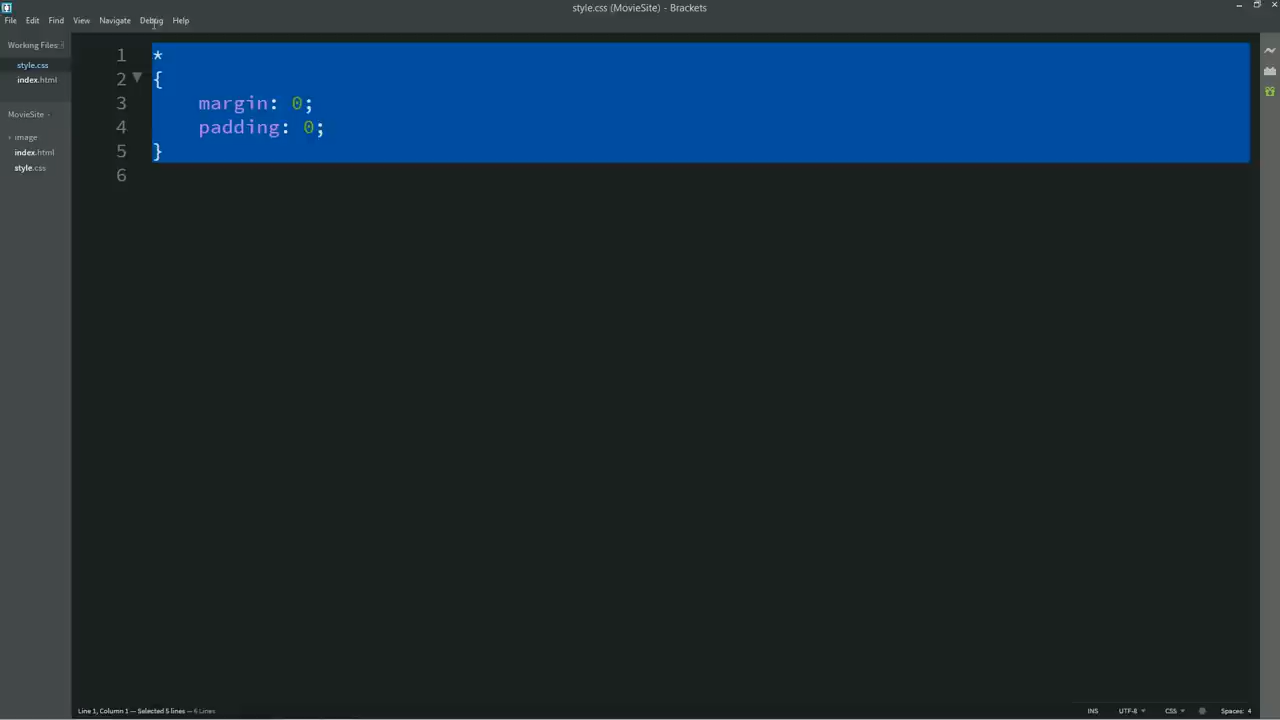 style.css (MovieSite) - Brackets
File Edit Find View Navigate Debug Help
Working Files
style.css
index.html
MovieSite
image
index.html
style.css
1 *
2 {
3 margin: 0;
4 padding: 0;
5 }
6
Line 1, Column 1 — Selected 5 lines — 6 Lines
INS UTF-8 CSS Spaces: 4